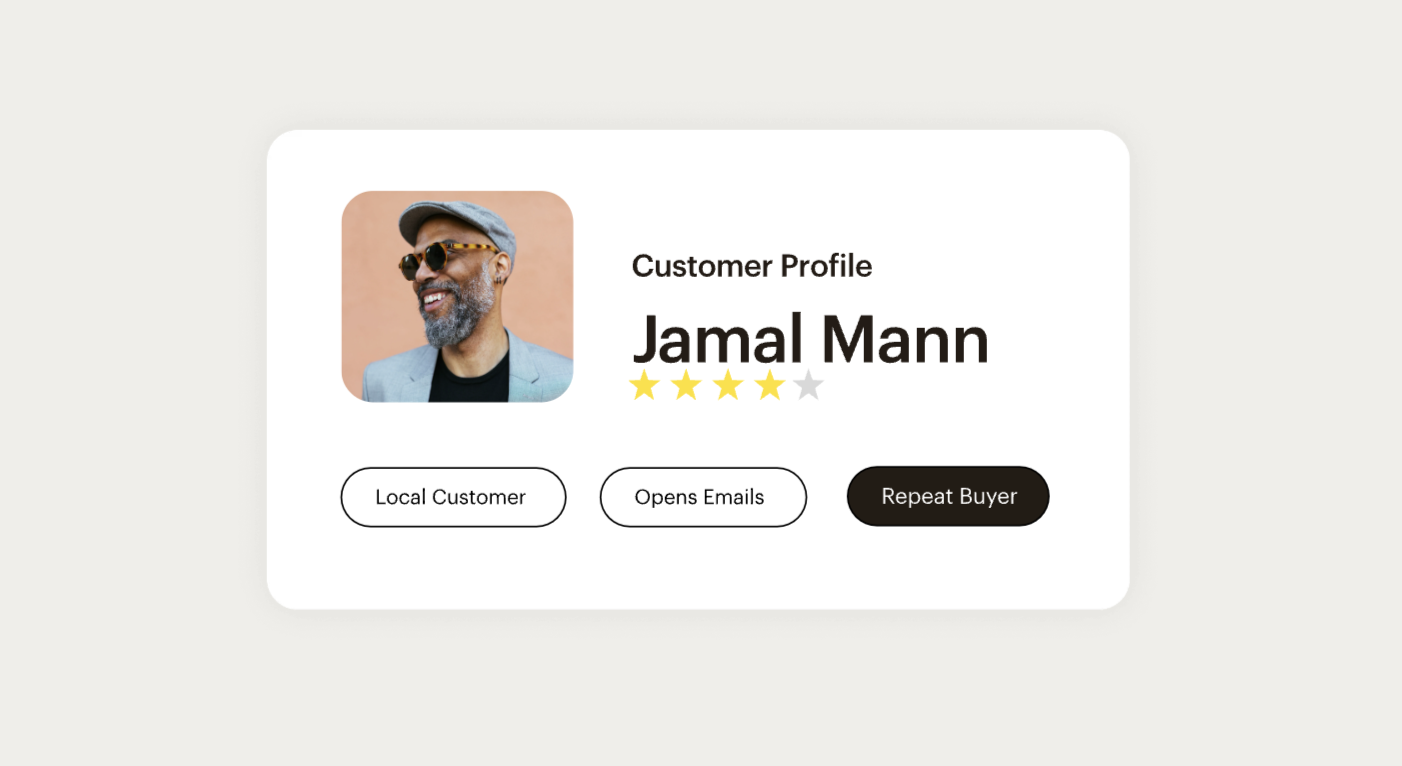 Customer Profile
Jamal Mann
Local Customer
Opens Emails
Repeat Buyer